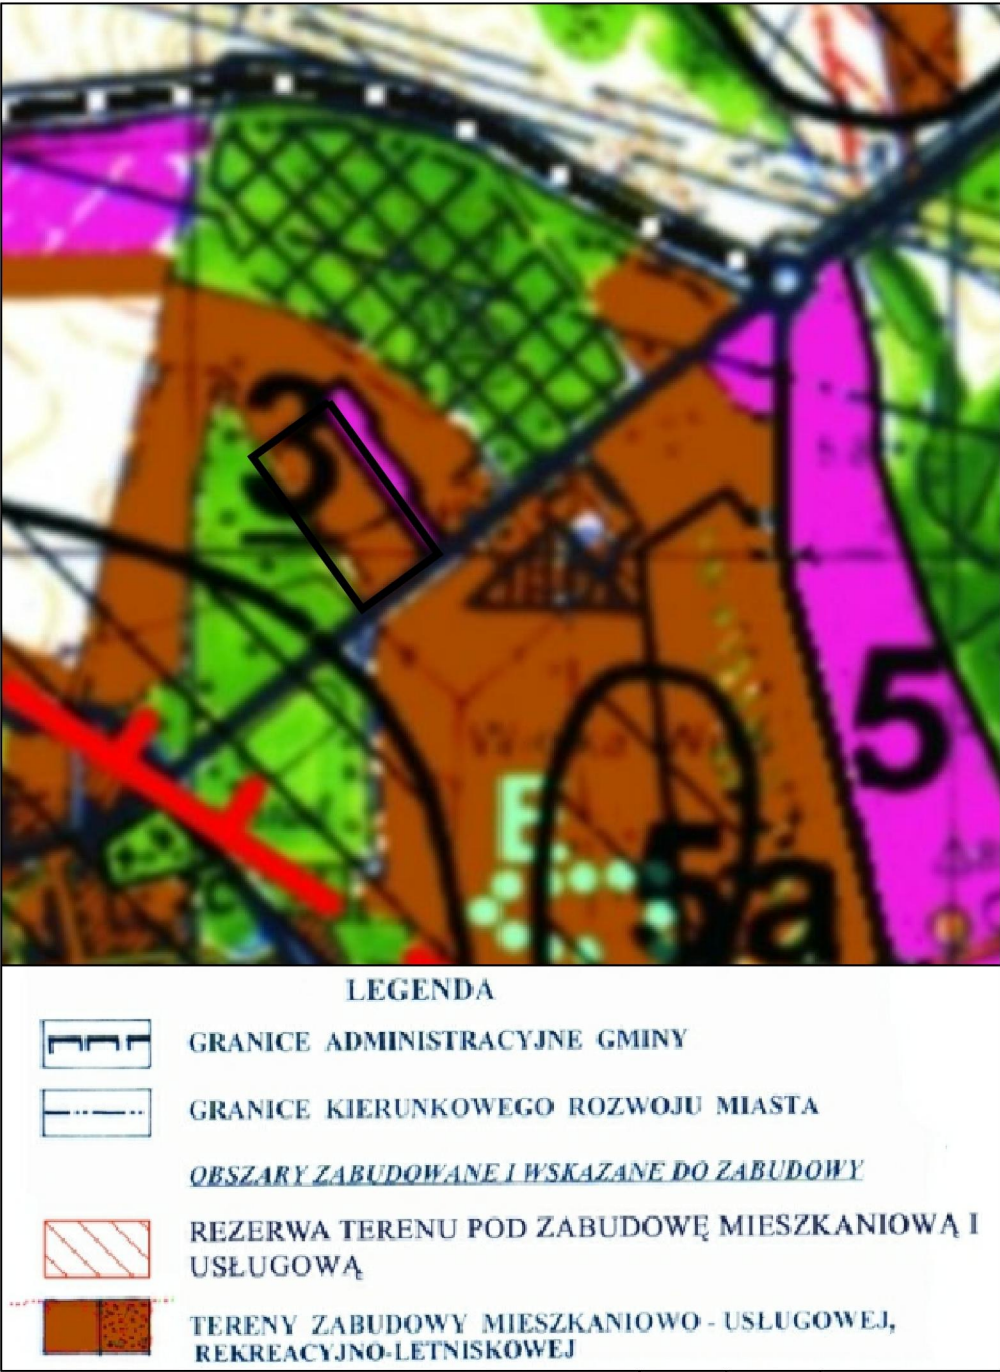 3
5
E
5a
LEGENDA
GRANICE ADMINISTRACYJNE GMINY
GRANICE KIERUNKOWEGO ROZWOJU MIASTA
OBSZARY ZABUDOWANE I WSKAZANE DO ZABUDOWY
REZERWA TERENU POD ZABUDOWĘ MIESZKANIOWĄ I
USŁUGOWĄ
TERENY ZABUDOWY MIESZKANIOWO - USŁUGOWEJ,
REKREACYJNO-LETNISKOWEJ